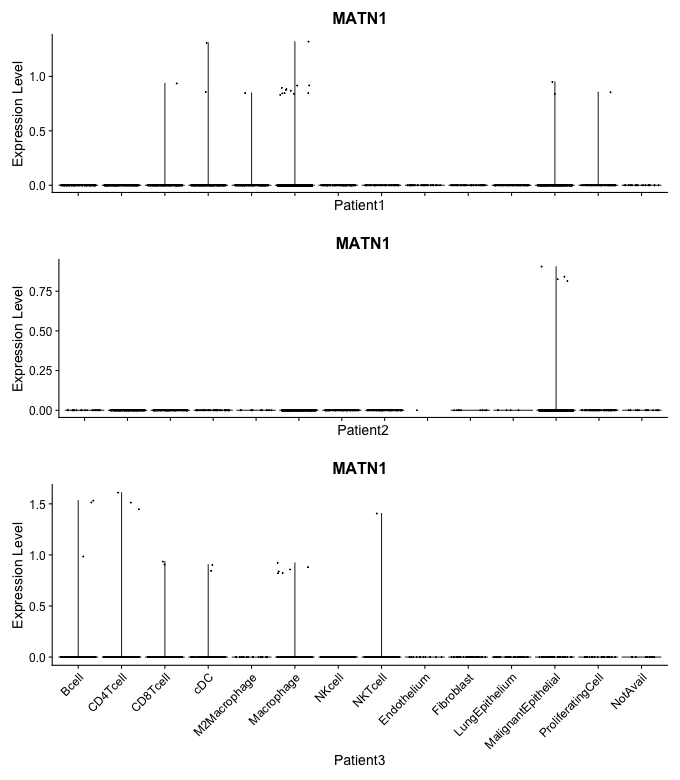 MATN1
Expression Level
1.0
0.5
0.0
Patient1
MATN1
Expression Level
0.75
0.50
0.25
0.00
Patient2
MATN1
Expression Level
1.5
1.0
0.5
0.0
Bcell
CD4Tcell
CD8Tcell
cDC
M2Macrophage
Macrophage
NKcell
NKTcell
Endothelium
Fibroblast
LungEpithelium
MalignantEpithelial
ProliferatingCell
NotAvail
Patient3